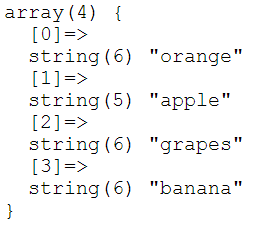 array(4) {
  [0]=>
  string(6) "orange"
  [1]=>
  string(5) "apple"
  [2]=>
  string(6) "grapes"
  [3]=>
  string(6) "banana"
}